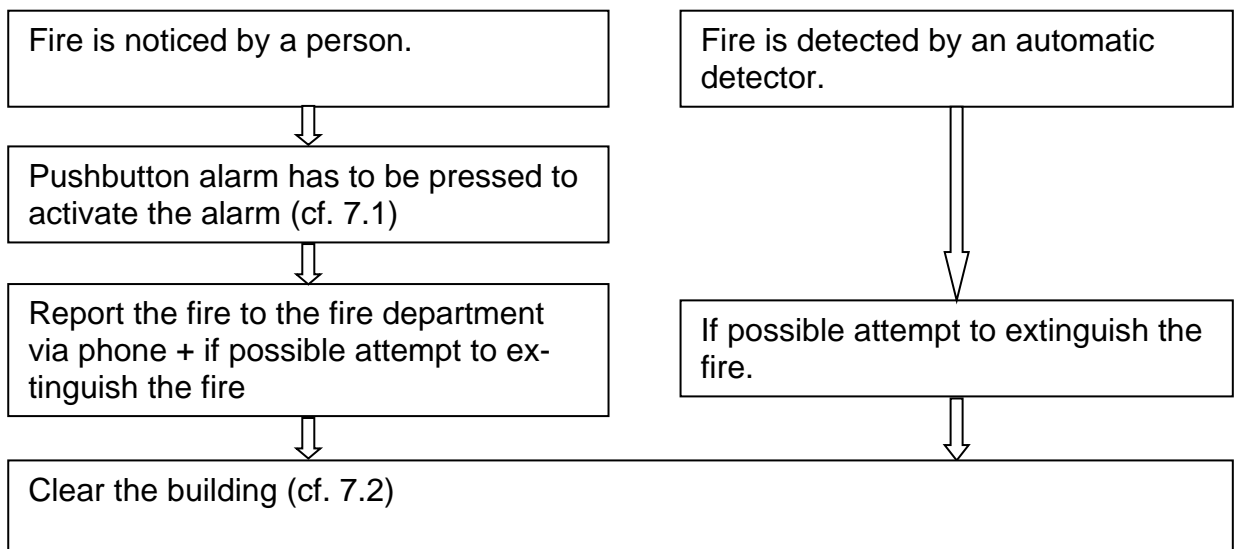 Fire is noticed by a person.
Fire is detected by an automatic
detector.
Pushbutton alarm has to be pressed to
activate the alarm (cf. 7.1)
Report the fire to the fire department
via phone + if possible attempt to ex-
tinguish the fire
If possible attempt to extinguish the
fire.
Clear the building (cf. 7.2)